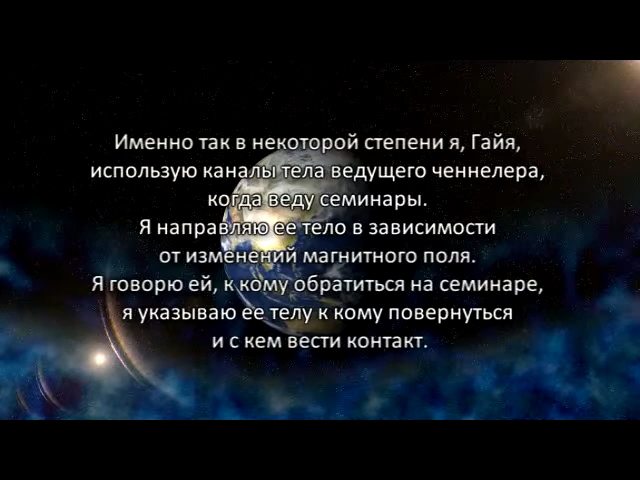 Именно так в некоторой степени я, Гайя,
использую каналы тела ведущего ченнелера,
когда веду семинары.
Я направляю ее тело в зависимости
от изменений магнитного поля.
Я говорю ей, к кому обратиться на семинаре,
я указываю ее телу к кому повернуться
и с кем вести контакт.